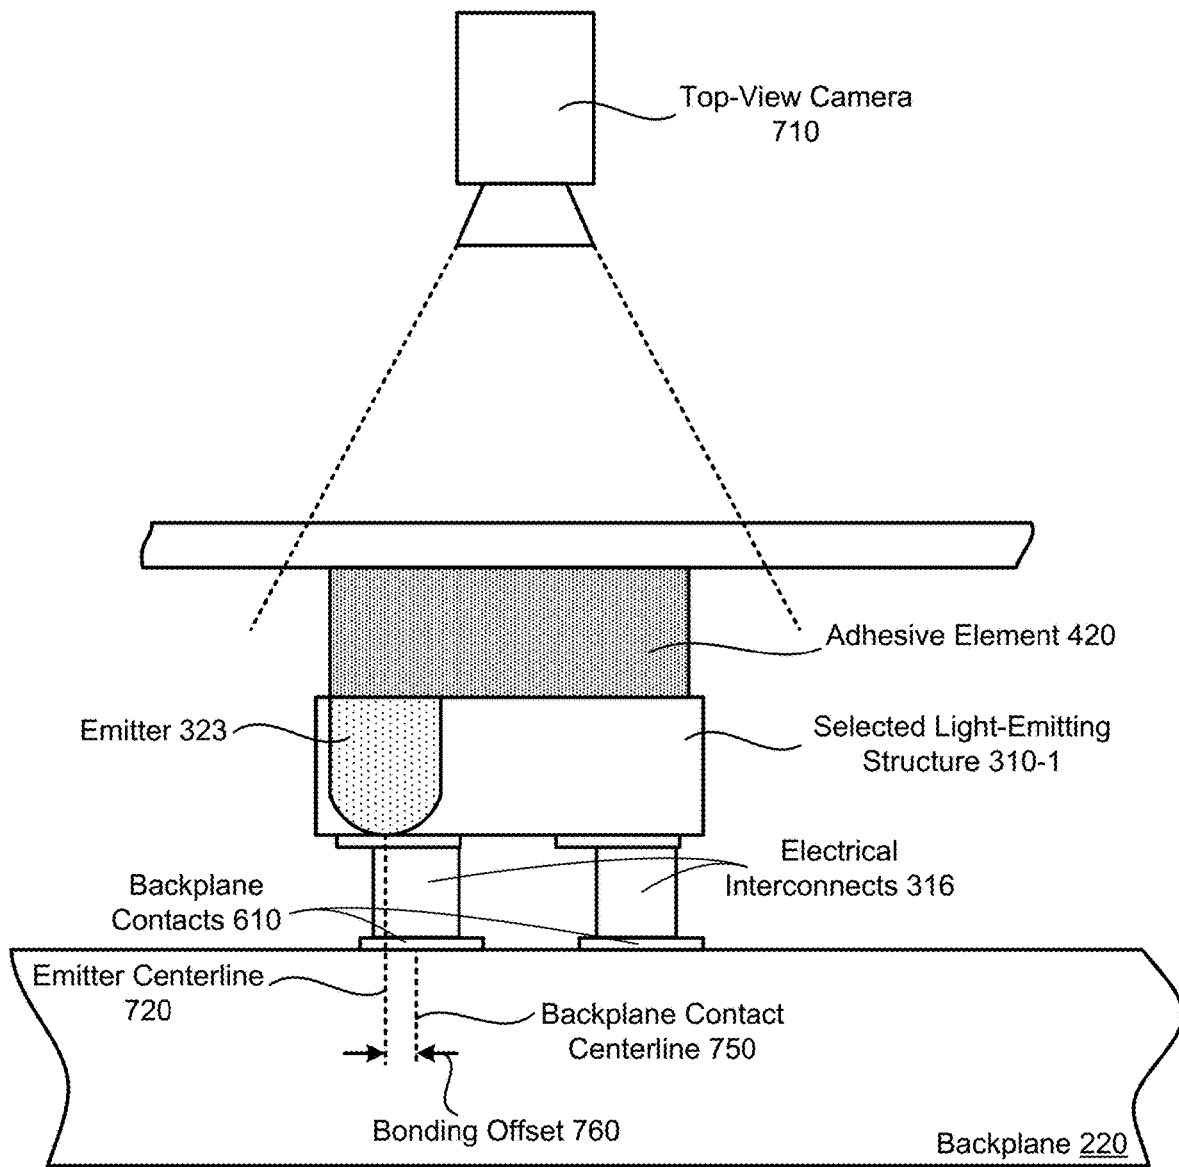 Top-View Camera
710
Adhesive Element 420
Emitter 323
Selected Light-Emitting
Structure 310-1
Electrical
Interconnects 316
Backplane
Contacts 610
Emitter Centerline
720
Backplane Contact
Centerline 750
Bonding Offset 760
Backplane 220